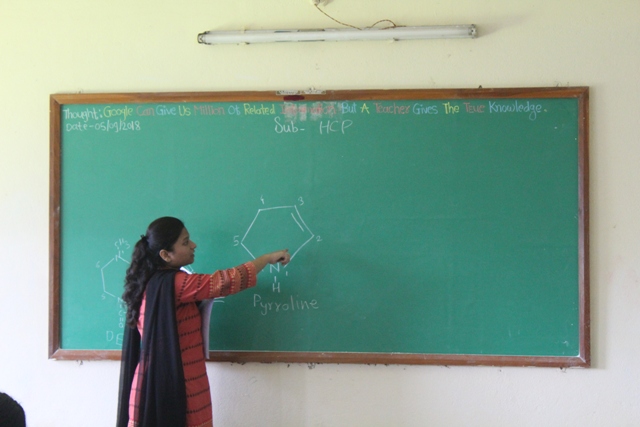 Thought: Google Can Give Us Million Of Related But A Teacher Gives The True Knowledge.
Date-05/09/2018
Sub- HCP
4 3
5 2
N 1
H
Pyrroline